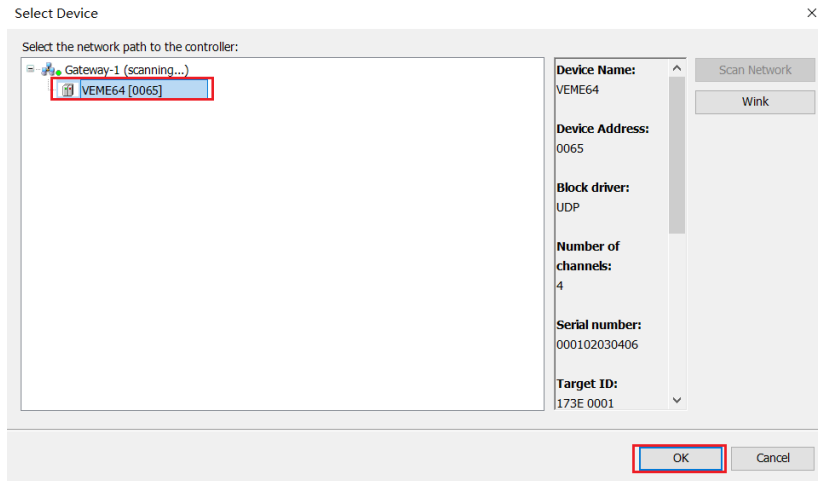 Select Device
Select the network path to the controller:
Gateway-1 (scanning...)
VEME64 [0065]
Device Name:
VEME64
Device Address:
0065
Block driver:
UDP
Number of
channels:
4
Serial number:
000102030406
Target ID:
173E 0001
Scan Network
Wink
OK
Cancel